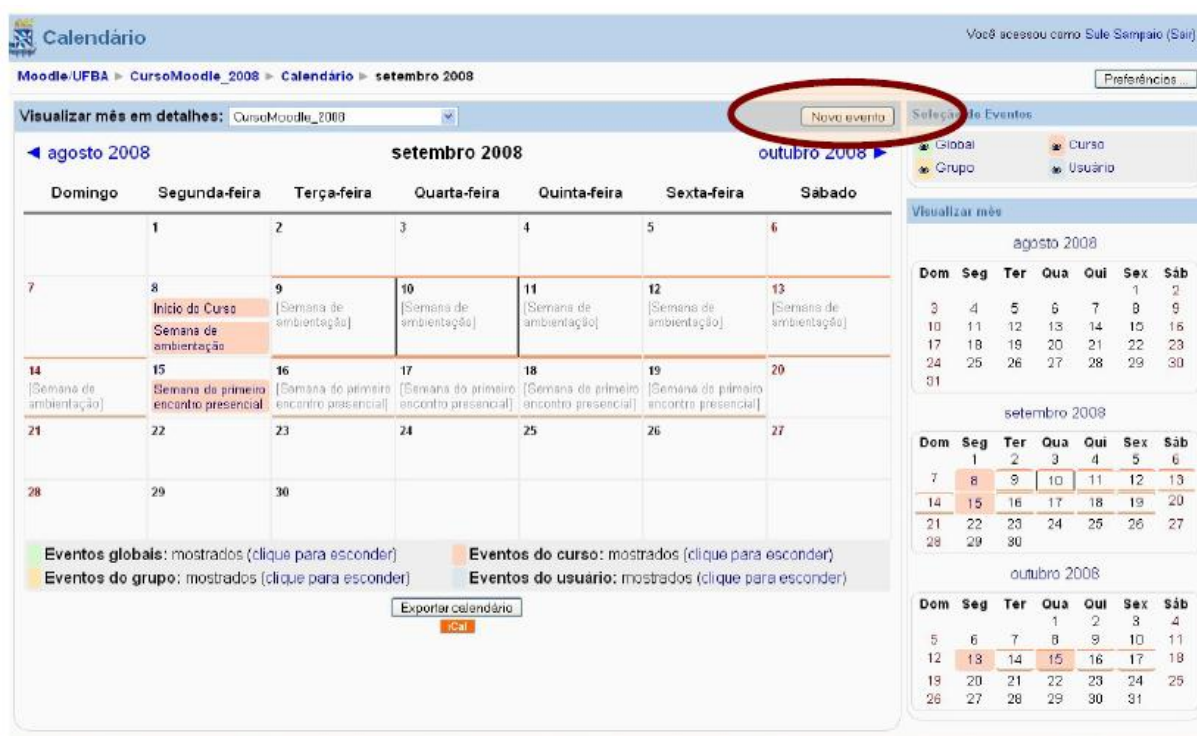 Calendário
Você acessou como Sule Sampaio (Sair)
Moodle/UFBA ► CursoMoodle_2008 ► Calendário ► setembro 2008
Preferências ...
Visualizar mês em detalhes: CursoMoodle_2008
Novo evento
◄ agosto 2008 setembro 2008 outubro 2008 ►
Domingo Segunda-feira Terça-feira Quarta-feira Quinta-feira Sexta-feira Sábado
1 2 3 4 5 6
7 8 9 10 11 12 13
Início do Curso [Semana de [Semana de [Semana de [Semana de [Semana de
ambientação] ambientação] ambientação] ambientação] ambientação]
Semana de
ambientação
14 15 16 17 18 19 20
[Semana de Semana do primeiro [Semana do primeiro [Semana do primeiro [Semana do primeiro [Semana do primeiro
ambientação] encontro presencial encontro presencial] encontro presencial] encontro presencial] encontro presencial]
21 22 23 24 25 26 27
28 29 30
Eventos globais: mostrados (clique para esconder) Eventos do curso: mostrados (clique para esconder)
Eventos do grupo: mostrados (clique para esconder) Eventos do usuário: mostrados (clique para esconder)
Exportar calendário
iCal
Seleção de Eventos
Global Curso
Grupo Usuário
Visualizar mês
agosto 2008
Dom Seg Ter Qua Qui Sex Sáb
1 2
3 4 5 6 7 8 9
10 11 12 13 14 15 16
17 18 19 20 21 22 23
24 25 26 27 28 29 30
31
setembro 2008
Dom Seg Ter Qua Qui Sex Sáb
1 2 3 4 5 6
7 8 9 10 11 12 13
14 15 16 17 18 19 20
21 22 23 24 25 26 27
28 29 30
outubro 2008
Dom Seg Ter Qua Qui Sex Sáb
1 2 3 4
5 6 7 8 9 10 11
12 13 14 15 16 17 18
19 20 21 22 23 24 25
26 27 28 29 30 31